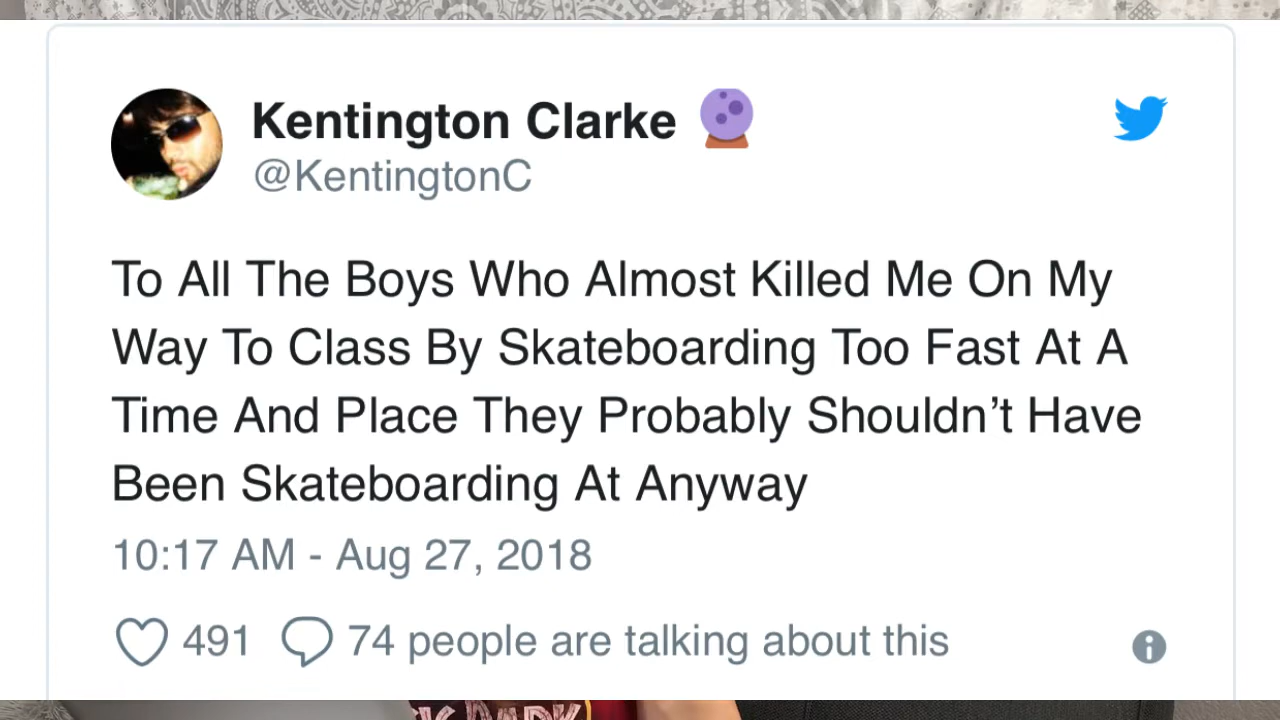 Kentington Clarke
@KentingtonC
To All The Boys Who Almost Killed Me On My
Way To Class By Skateboarding Too Fast At A
Time And Place They Probably Shouldn’t Have
Been Skateboarding At Anyway
10:17 AM - Aug 27, 2018
491 74 people are talking about this